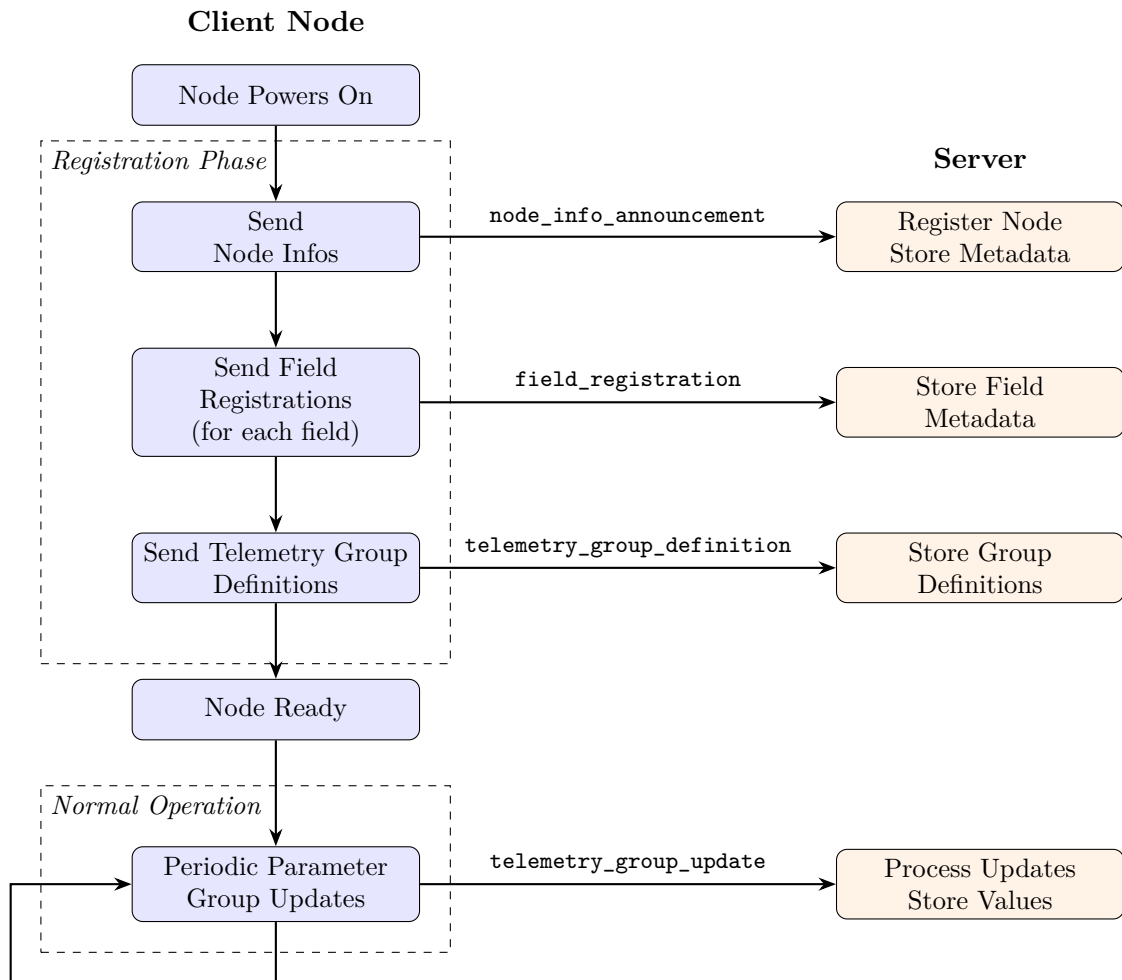 Client Node
Node Powers On
Registration Phase
Server
Send
Node Infos
node_info_announcement
Register Node
Store Metadata
Send Field
Registrations
(for each field)
field_registration
Store Field
Metadata
Send Telemetry Group
Definitions
telemetry_group_definition
Store Group
Definitions
Node Ready
Normal Operation
Periodic Parameter
Group Updates
telemetry_group_update
Process Updates
Store Values